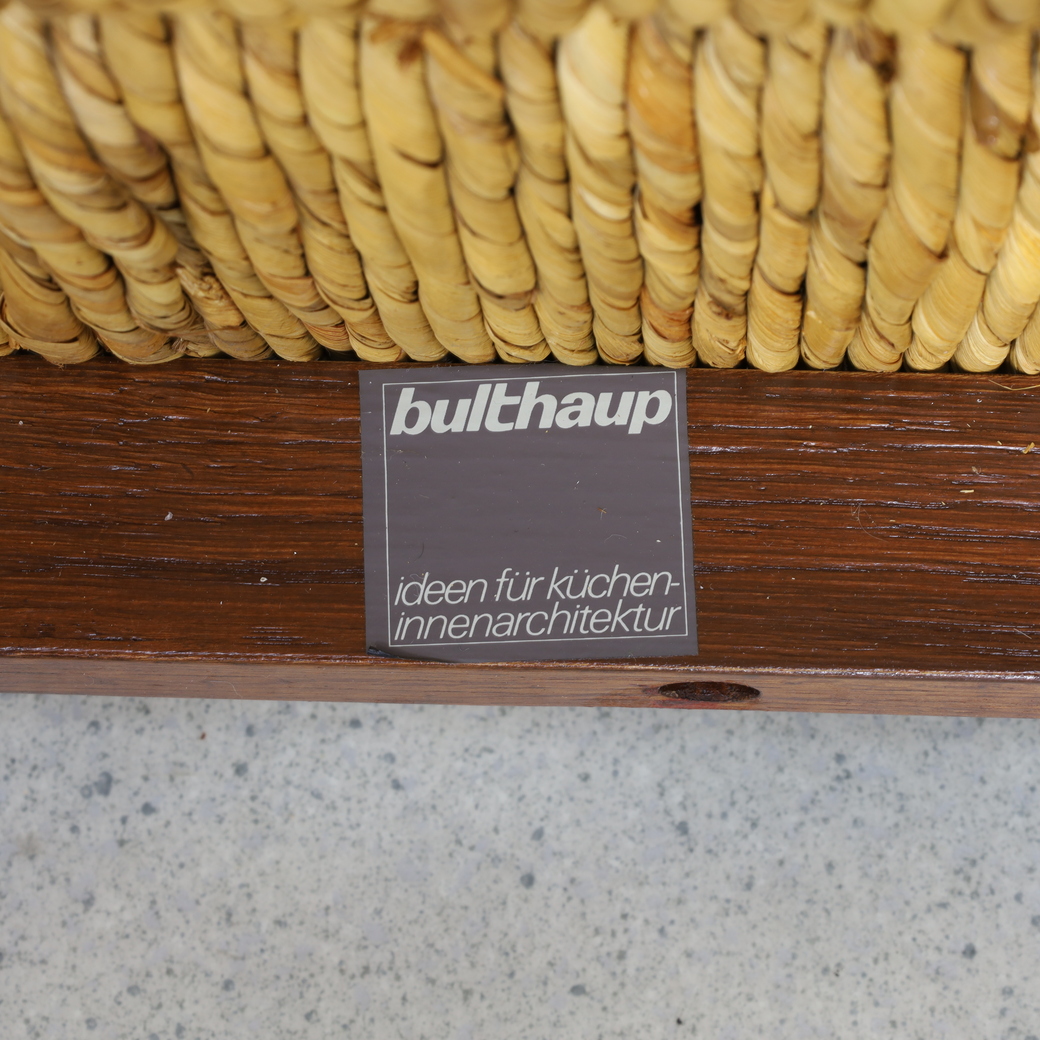 bulthaup
ideen für küchen-
innenarchitektur